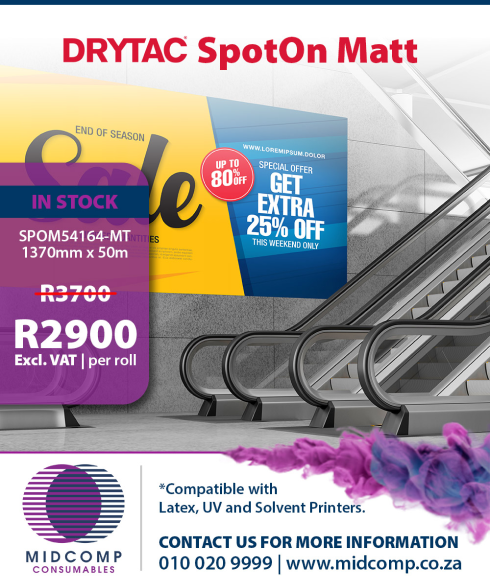 DRYTAC SpotOn Matt
END OF SEASON
Sale
WWW.LOREMIPSUM.DOLOR
UP TO
80% OFF
SPECIAL OFFER
GET
EXTRA
25% OFF
THIS WEEKEND ONLY
IN STOCK
SPOM54164-MT
1370mm x 50m
R3700
R2900
Excl. VAT | per roll
*Compatible with
Latex, UV and Solvent Printers.
MIDCOMP
CONSUMABLES
CONTACT US FOR MORE INFORMATION
010 020 9999 | www.midcomp.co.za